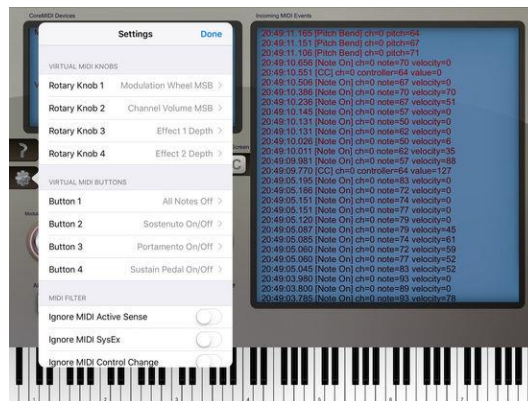 CoreMIDI Devices
Incoming MIDI Events
Settings
Done
VIRTUAL MIDI KNOBS
Rotary Knob 1 Modulation Wheel MSB >
Rotary Knob 2 Channel Volume MSB >
Rotary Knob 3 Effect 1 Depth >
Rotary Knob 4 Effect 2 Depth >
VIRTUAL MIDI BUTTONS
Button 1 All Notes Off >
Button 2 Sostenuto On/Off >
Button 3 Portamento On/Off >
Button 4 Sustain Pedal On/Off >
MIDI FILTER
Ignore MIDI Active Sense
Ignore MIDI SysEx
Ignore MIDI Control Change
?
Screen
C
20:49:11.165 [Pitch Bend] ch=0 pitch=64
20:49:11.151 [Pitch Bend] ch=0 pitch=67
20:49:11.106 [Pitch Bend] ch=0 pitch=71
20:49:10.656 [Note On] ch=0 note=70 velocity=0
20:49:10.551 [CC] ch=0 controller=64 value=0
20:49:10.506 [Note On] ch=0 note=67 velocity=0
20:49:10.386 [Note On] ch=0 note=70 velocity=70
20:49:10.236 [Note On] ch=0 note=67 velocity=51
20:49:10.145 [Note On] ch=0 note=57 velocity=0
20:49:10.131 [Note On] ch=0 note=50 velocity=0
20:49:10.131 [Note On] ch=0 note=62 velocity=0
20:49:10.026 [Note On] ch=0 note=50 velocity=6
20:49:10.011 [Note On] ch=0 note=62 velocity=35
20:49:09.981 [Note On] ch=0 note=57 velocity=88
20:49:09.770 [CC] ch=0 controller=64 value=127
20:49:05.195 [Note On] ch=0 note=83 velocity=0
20:49:05.186 [Note On] ch=0 note=72 velocity=0
20:49:05.151 [Note On] ch=0 note=74 velocity=0
20:49:05.151 [Note On] ch=0 note=77 velocity=0
20:49:05.120 [Note On] ch=0 note=79 velocity=0
20:49:05.087 [Note On] ch=0 note=79 velocity=45
20:49:05.085 [Note On] ch=0 note=74 velocity=61
20:49:05.060 [Note On] ch=0 note=72 velocity=59
20:49:05.060 [Note On] ch=0 note=77 velocity=52
20:49:05.045 [Note On] ch=0 note=83 velocity=52
20:49:03.980 [Note On] ch=0 note=93 velocity=0
20:49:03.800 [Note On] ch=0 note=89 velocity=0
20:49:03.785 [Note On] ch=0 note=93 velocity=78
1
2
3
4
5
6
7